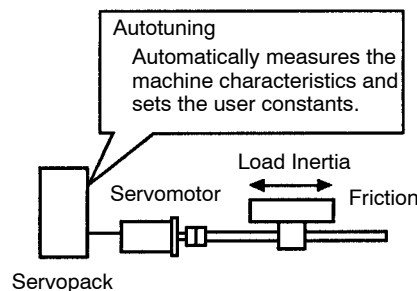 Autotuning
Automatically measures the
machine characteristics and
sets the user constants.
Load Inertia
Servomotor
Friction
Servopack